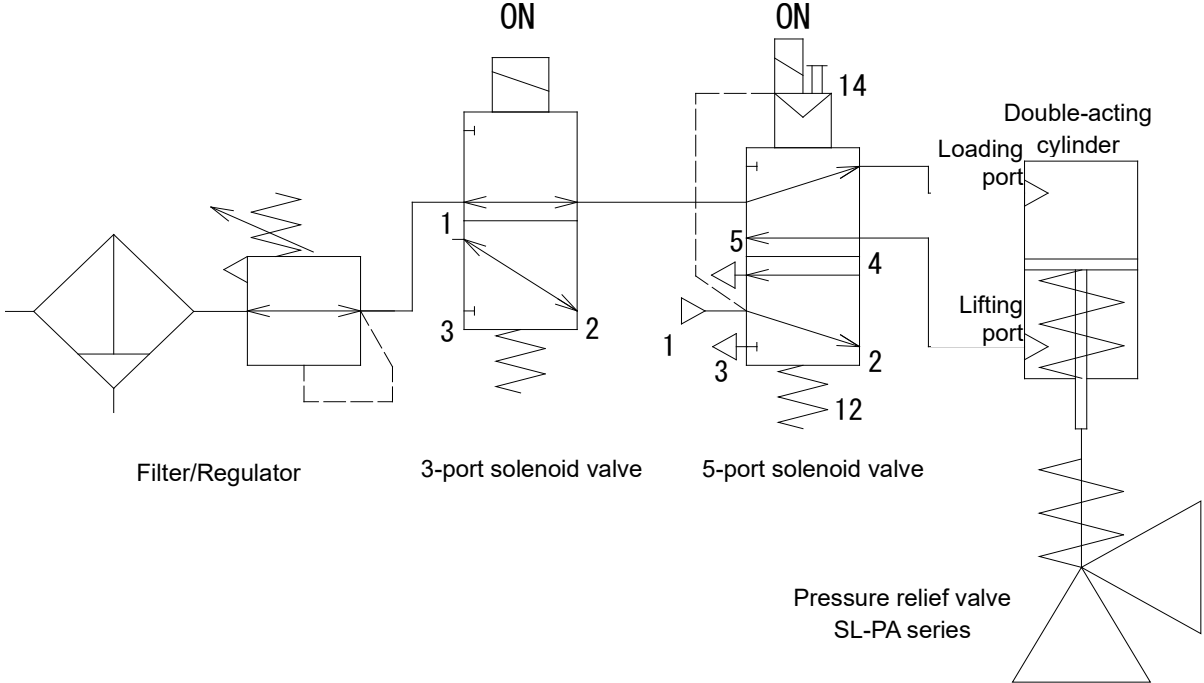 ON
ON
14
Double-acting
cylinder
Loading
port
1
5
4
Lifting
port
3
2
1
3
2
12
Filter/Regulator
3-port solenoid valve
5-port solenoid valve
Pressure relief valve
SL-PA series